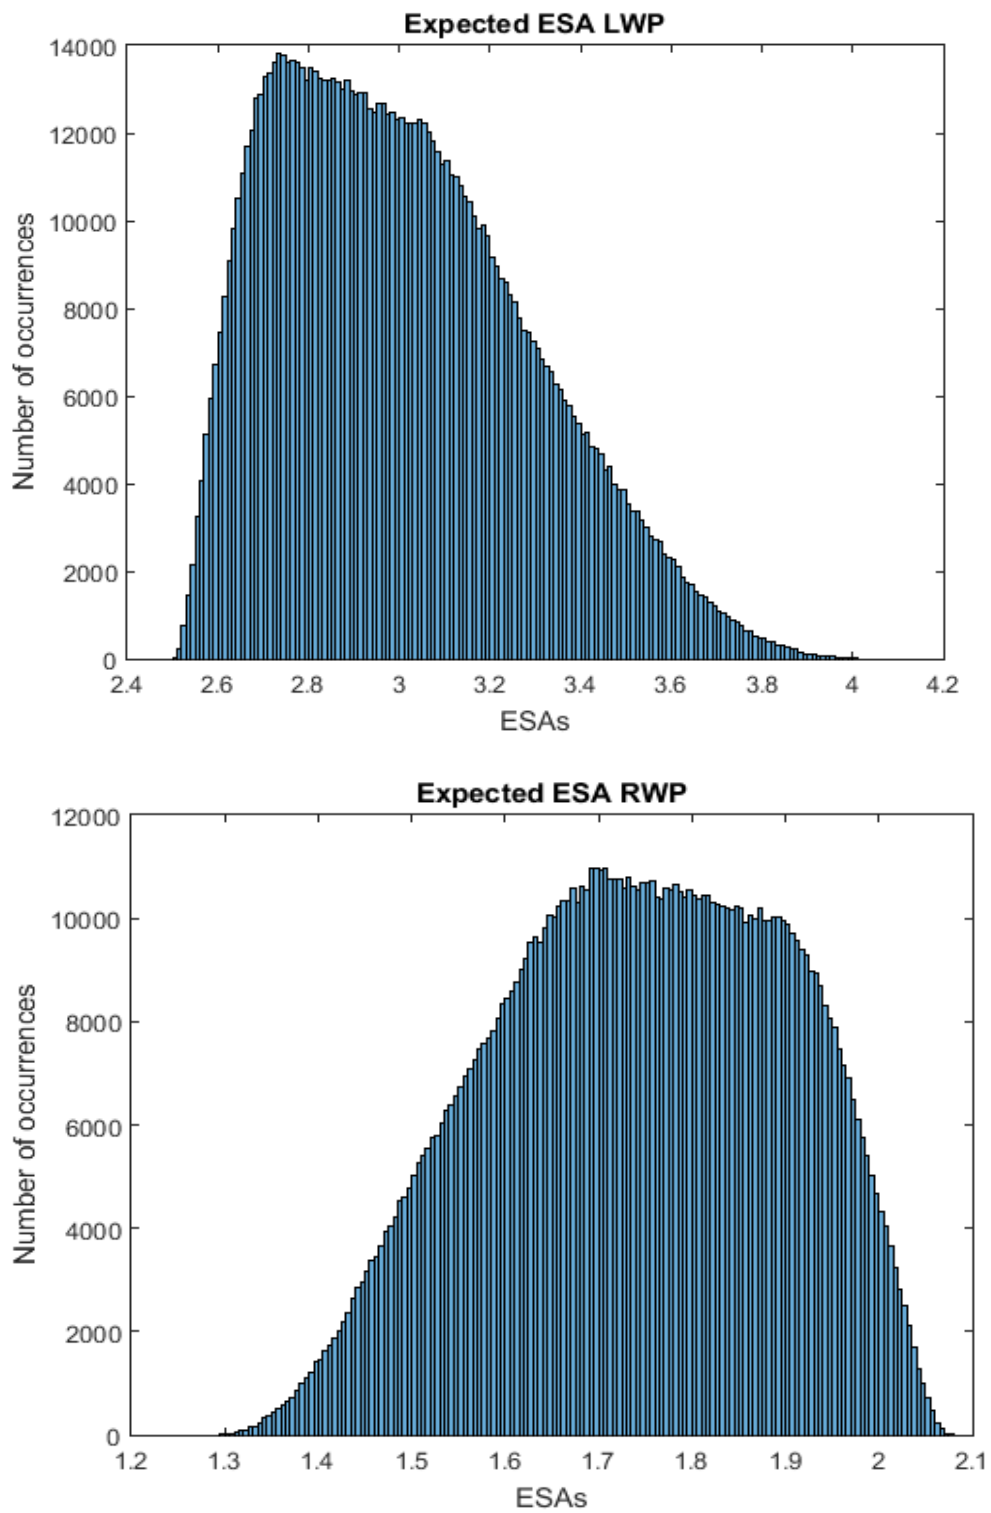 Expected ESA LWP
14000
12000
10000
8000
6000
4000
2000
0
Number of occurrences
2.4 2.6 2.8 3 3.2 3.4 3.6 3.8 4 4.2
ESAs
Expected ESA RWP
12000
10000
8000
6000
4000
2000
0
Number of occurrences
1.2 1.3 1.4 1.5 1.6 1.7 1.8 1.9 2 2.1
ESAs